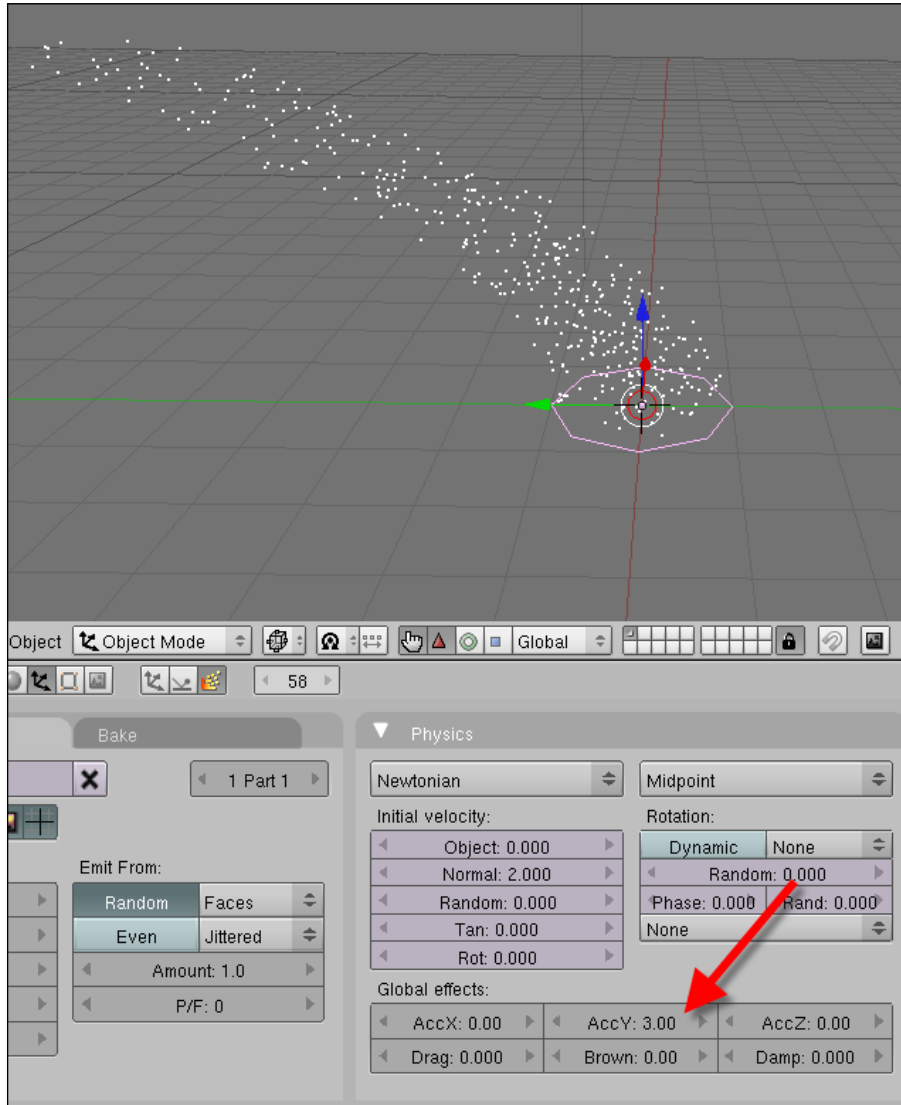 Object Object Mode Global
58
Bake Physics
1 Part 1 Newtonian Midpoint
Initial velocity: Rotation:
Object: 0.000 Dynamic None
Emit From: Normal: 2.000 Random: 0.000
Random Faces Random: 0.000 Phase: 0.000 Rand: 0.000
Even Jittered Tan: 0.000 None
Amount: 1.0 Rot: 0.000
P/F: 0 Global effects:
AccX: 0.00 AccY: 3.00 AccZ: 0.00
Drag: 0.000 Brown: 0.00 Damp: 0.000